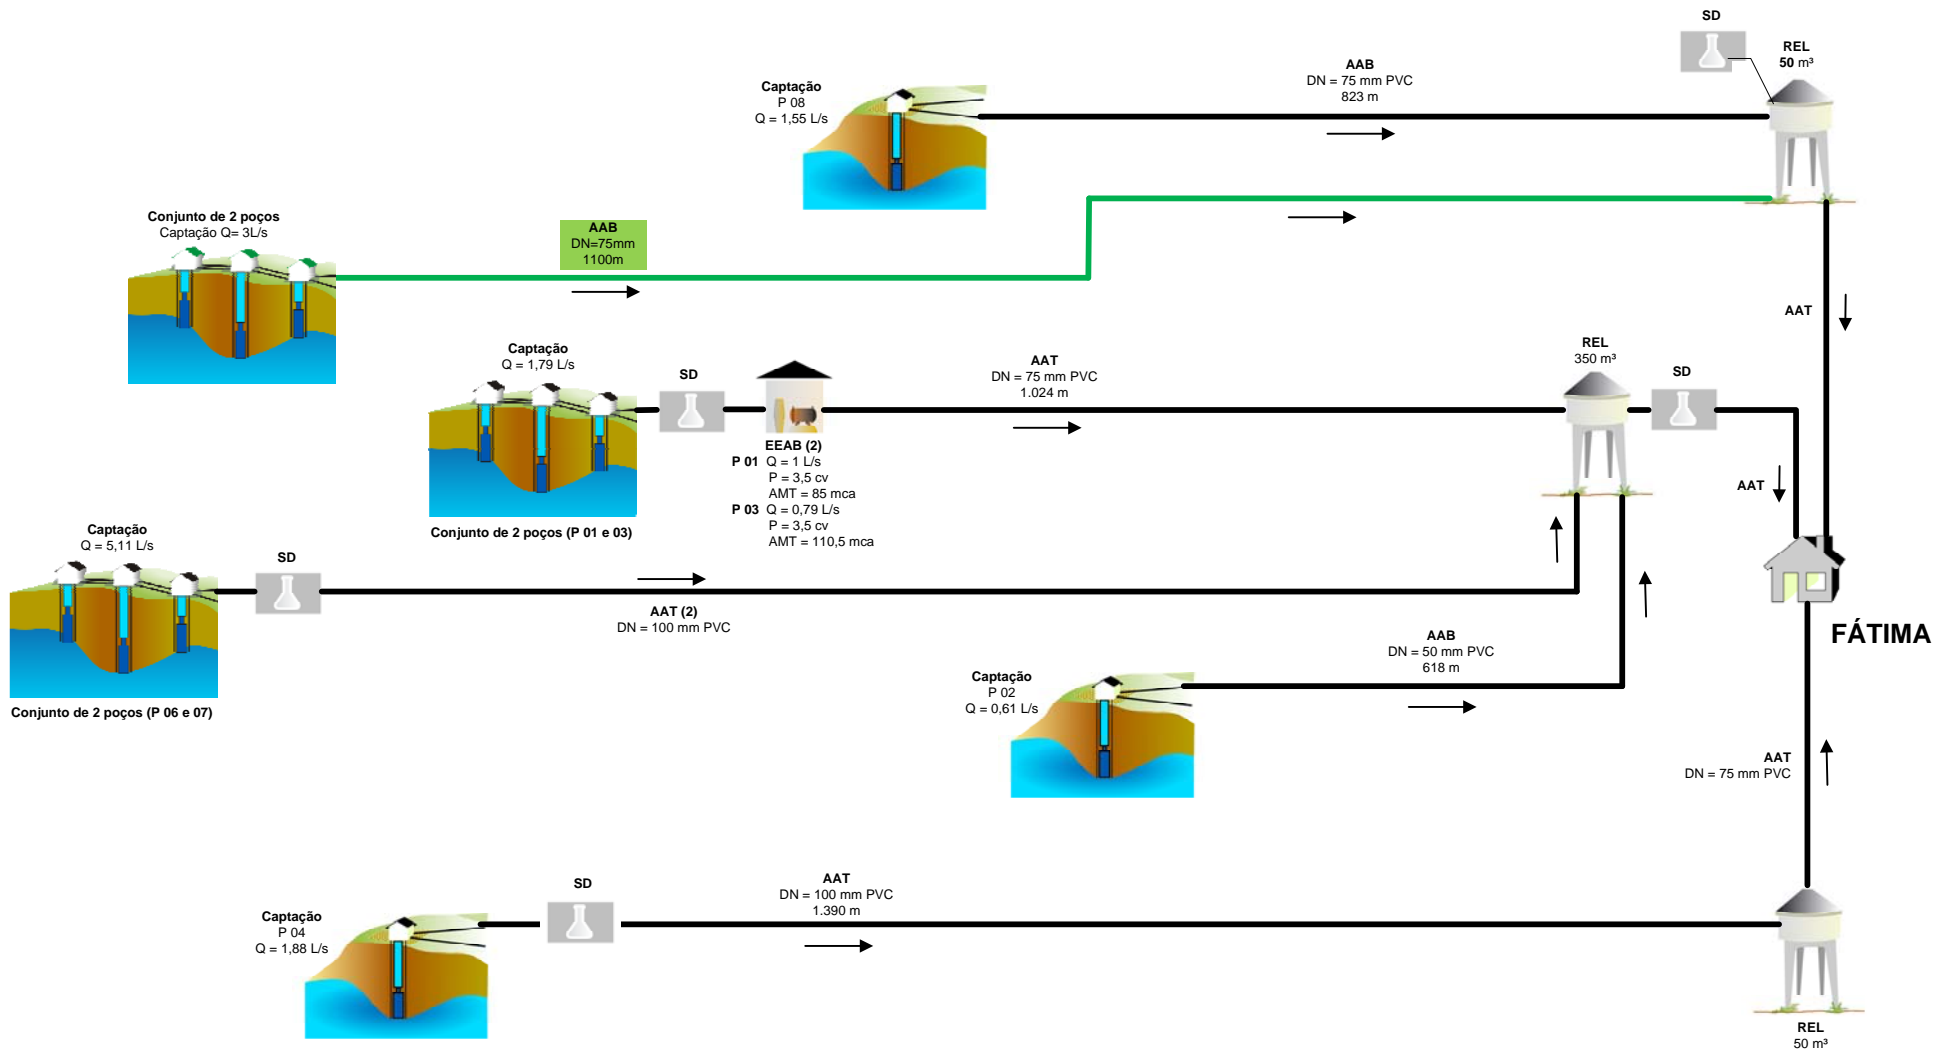 SD
REL
50 m³
AAB
DN = 75 mm PVC
823 m
Captação
P 08
Q = 1,55 L/s
Conjunto de 2 poços
Captação Q= 3L/s
AAB
DN=75mm
1100m
AAT
Captação
Q = 1,79 L/s
SD
AAT
DN = 75 mm PVC
1.024 m
REL
350 m³
SD
EEAB (2)
P 01 Q = 1 L/s
P = 3,5 cv
AMT = 85 mca
P 03 Q = 0,79 L/s
P = 3,5 cv
AMT = 110,5 mca
Conjunto de 2 poços (P 01 e 03)
AAT
Captação
Q = 5,11 L/s
SD
AAT (2)
DN = 100 mm PVC
Conjunto de 2 poços (P 06 e 07)
FÁTIMA
AAB
DN = 50 mm PVC
618 m
Captação
P 02
Q = 0,61 L/s
AAT
DN = 75 mm PVC
SD
AAT
DN = 100 mm PVC
1.390 m
Captação
P 04
Q = 1,88 L/s
REL
50 m³